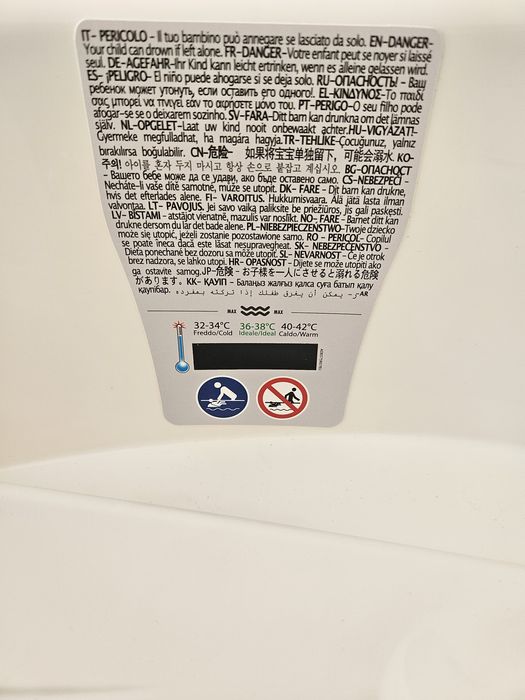 IT- PERICOLO - Il tuo bambino può annegare se lasciato da solo. EN-DANGER-
Your child can drown if left alone. FR-DANGER-Votre enfant peut se noyer si laissé
seul. DE-AGEFAHR-Ihr Kind kann leicht ertrinken, wenn es alleine gelassen wird.
ES- ¡PELIGRO- El niño puede ahogarse si se deja solo. RU-ОПАСНОСТЬ! - Ваш
ребенок может утонуть, если оставить его одного!. EL-ΚΙΝΔΥΝΟΣ-Το παιδί
σας μπορεί να πνιγεί εάν το αφήσετε μόνο του. PT-PERIGO-O seu filho pode
afogar-se se o deixarem sozinho. SV-FARA-Ditt barn kan drunkna om det lämnas
själv. NL-OPGELET-Laat uw kind nooit onbewaakt achter.HU-VIGYAZAT!-
Gyermeke megfulladhat, ha magára hagyja.TR-TEHLIKE-Çocuğunuz, yalnız
bırakılırsa boğulabilir. CN-危险- 如果将宝宝单独留下，可能会溺水 KO-
주의! 아이를 혼자 두지 마시고 항상 손으로 붙잡고 계십시오. BG-ОПАСНОСТ
- Вашето бебе може да се удави, ако бъде оставено само. CS-NEBEZPEČI -
Necháte-li vaše dítě samotné, může se utopit. DK- FARE - Dit barn kan drukne,
hvis det efterlades alene. FI- VAROITUS. Hukkumisvaara. Älä jätä lasta ilman
valvontaa. LT- PAVOJUS. Jei savo vaiką paliksite be priežiūros, jis gali paskęsti.
LV- BĪSTAMI - atstājot vienatnē, mazulis var noslīkt. NO- FARE - Barnet ditt kan
drukne dersom du lar det bade alene. PL-NIEBEZPIECZEŃSTWO-Twoje dziecko
może się utopić, jeżeli zostanie pozostawione samo. RO - PERICOL- Copilul
se poate îneca dacă este lăsat nesupravegheat. SK- NEBEZPEČENSTVO -
Dieťa ponechané bez dozoru sa môže utopiť. SL- NEVARNOST - Če je otrok
brez nadzora, se lahko utopi. HR- OPASNOST - Dijete se može utopiti ako
ga ostavite samog.JP-危険 - お子様を一人にさせると溺れる危険
があります。KK- ҚАУІП - Балаңыз жалғыз қалса суға батып қалу
қаупібар. AR-خطر- يمكن أن يغرق طفلك إذا تركته بمفرده
MAX MAX
32-34°C 36-38°C 40-42°C
Freddo/Cold Ideale/Ideal Caldo/Warm